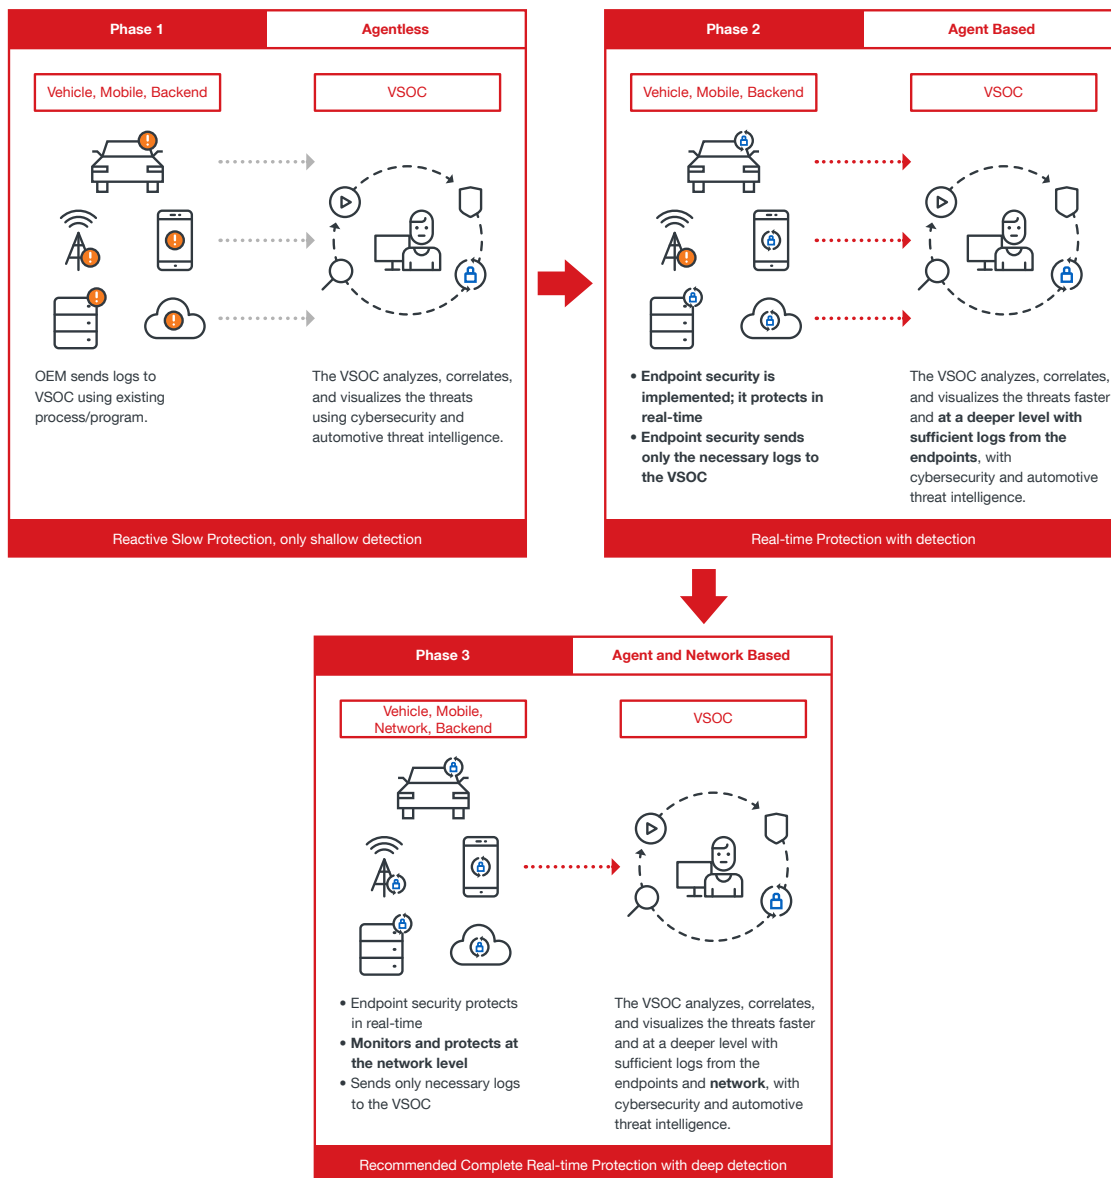 Phase 1
Agentless
Vehicle, Mobile, Backend
VSOC
OEM sends logs to
VSOC using existing
process/program.
The VSOC analyzes, correlates,
and visualizes the threats
using cybersecurity and
automotive threat intelligence.
Reactive Slow Protection, only shallow detection
Phase 2
Agent Based
Vehicle, Mobile, Backend
VSOC
• Endpoint security is
implemented; it protects in
real-time
• Endpoint security sends
only the necessary logs to
the VSOC
The VSOC analyzes, correlates,
and visualizes the threats faster
and at a deeper level with
sufficient logs from the
endpoints, with
cybersecurity and automotive
threat intelligence.
Real-time Protection with detection
Phase 3
Agent and Network Based
Vehicle, Mobile,
Network, Backend
VSOC
• Endpoint security protects
in real-time
• Monitors and protects at
the network level
• Sends only necessary logs
to the VSOC
The VSOC analyzes, correlates,
and visualizes the threats faster
and at a deeper level with
sufficient logs from the
endpoints and network, with
cybersecurity and automotive
threat intelligence.
Recommended Complete Real-time Protection with deep detection